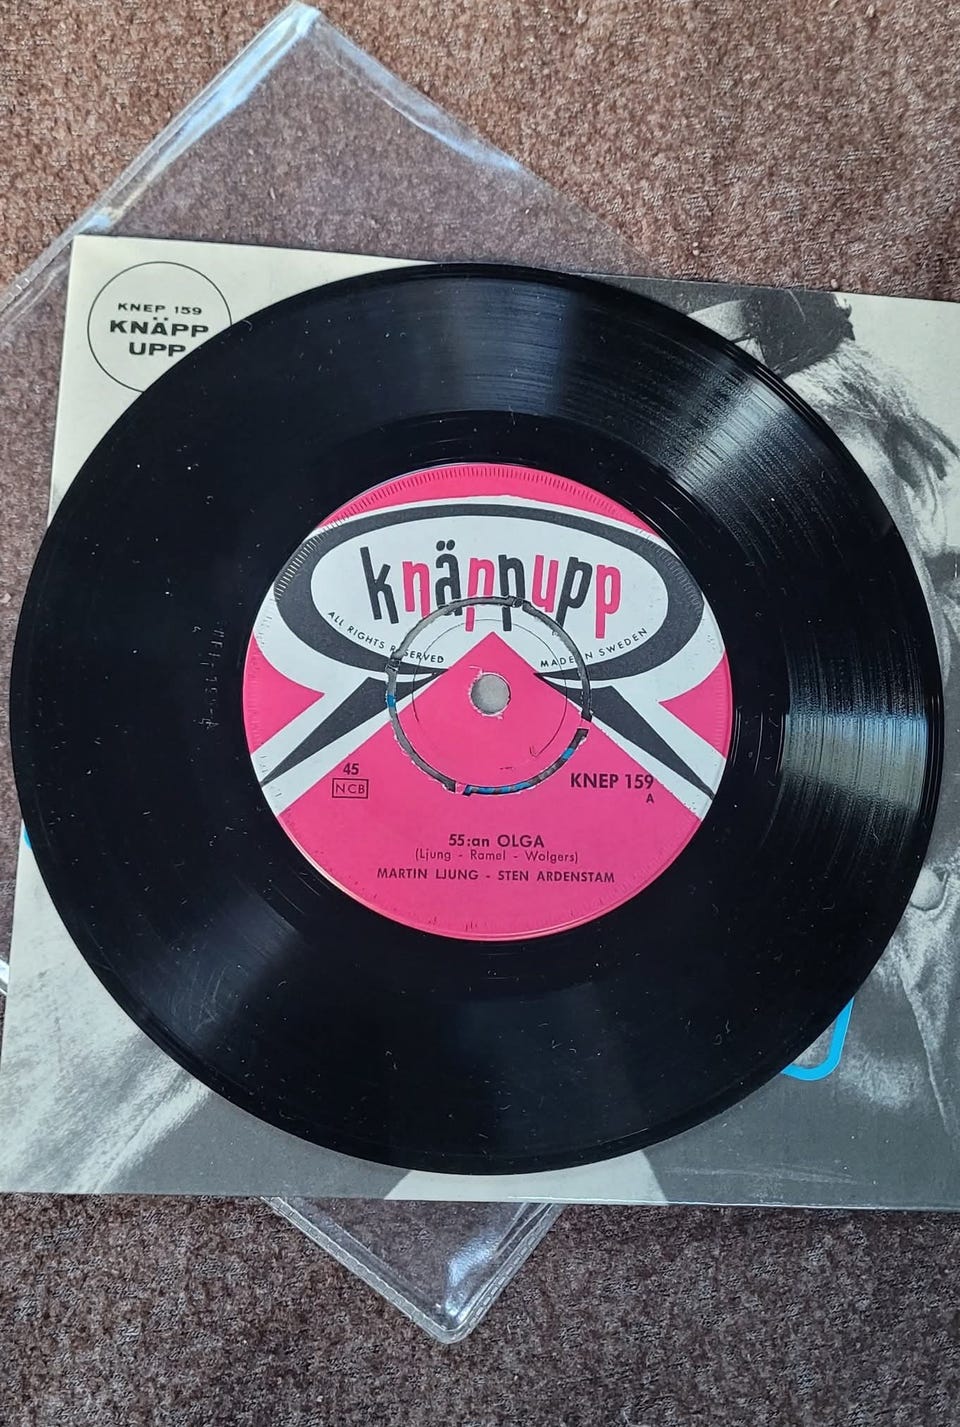 KNEP 159
KNÄPP
UPP
knäppupp
ALL RIGHTS RESERVED
MADE IN SWEDEN
45
NCB
KNEP 159
A
55:an OLGA
(Ljung - Ramel - Wolgers)
MARTIN LJUNG - STEN ARDENSTAM